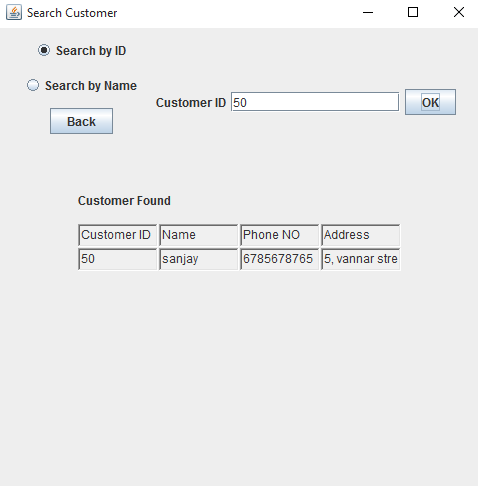 Search Customer
Search by ID
Search by Name
Customer ID 50 OK
Back
Customer Found
Customer ID Name Phone NO Address
50 sanjay 6785678765 5, vannar stre